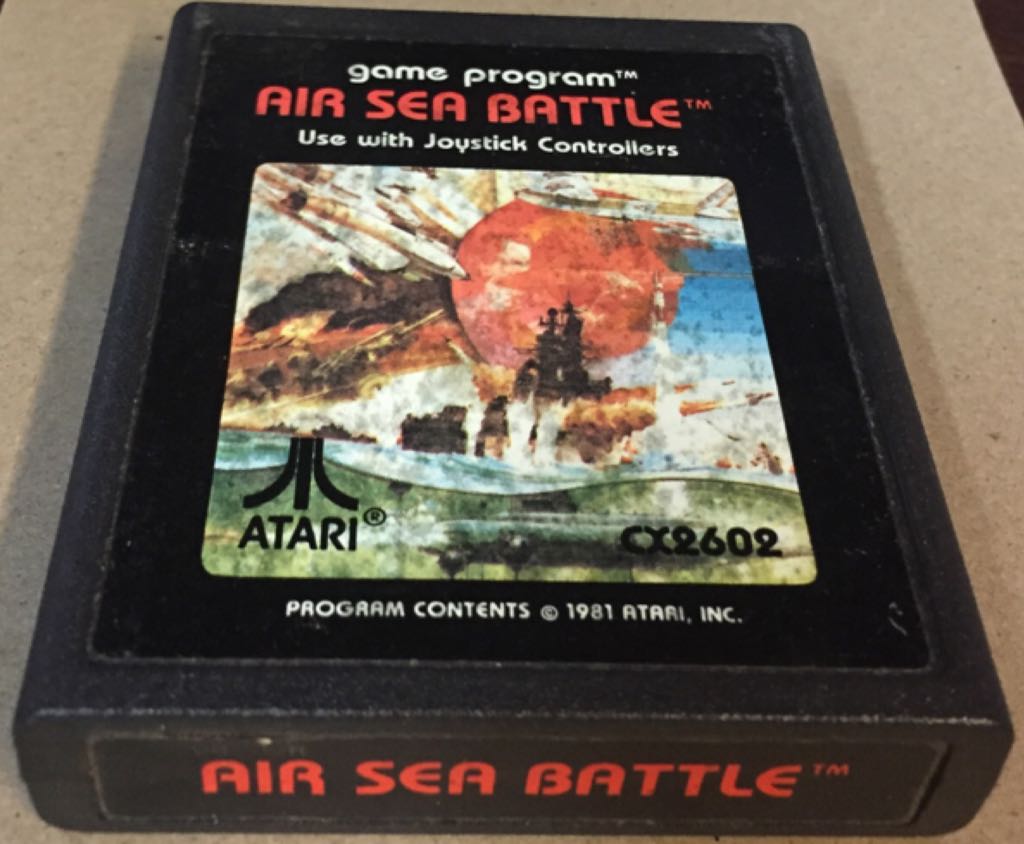 game program™
AIR SEA BATTLE™
Use with Joystick Controllers
ATARI®
CX2602
PROGRAM CONTENTS © 1981 ATARI, INC.
AIR SEA BATTLE™